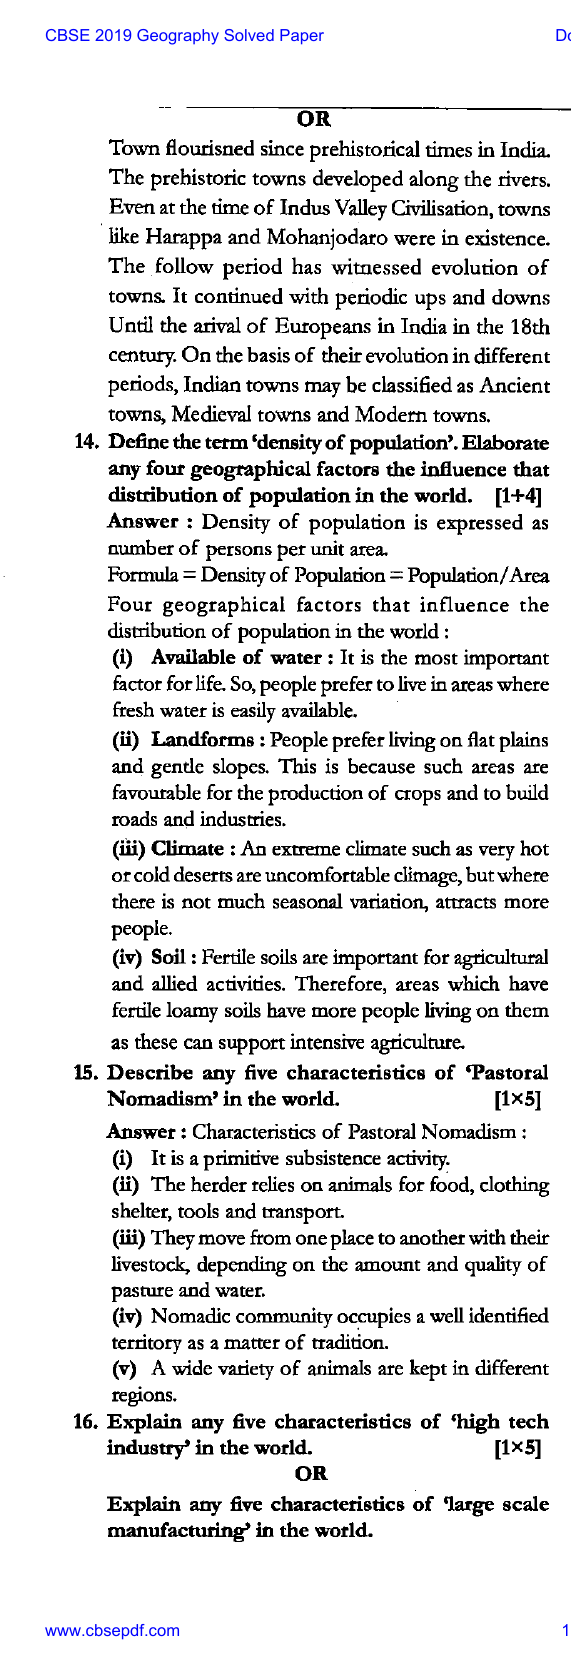 CBSE 2019 Geography Solved Paper
OR
Town flourisned since prehistorical times in India.
The prehistoric towns developed along the rivers.
Even at the time of Indus Valley Civilisation, towns
like Harappa and Mohanjodaro were in existence.
The follow period has witnessed evolution of
towns. It continued with periodic ups and downs
Until the arival of Europeans in India in the 18th
century. On the basis of their evolution in different
periods, Indian towns may be classified as Ancient
towns, Medieval towns and Modern towns.
14. Define the term ‘density of population’. Elaborate
any four geographical factors the influence that
distribution of population in the world. [1+4]
Answer : Density of population is expressed as
number of persons per unit area.
Formula = Density of Population = Population/Area
Four geographical factors that influence the
distribution of population in the world :
(i) Available of water : It is the most important
factor for life. So, people prefer to live in areas where
fresh water is easily available.
(ii) Landforms : People prefer living on flat plains
and gentle slopes. This is because such areas are
favourable for the production of crops and to build
roads and industries.
(iii) Climate : An extreme climate such as very hot
or cold deserts are uncomfortable climage, but where
there is not much seasonal variation, attracts more
people.
(iv) Soil : Fertile soils are important for agricultural
and allied activities. Therefore, areas which have
fertile loamy soils have more people living on them
as these can support intensive agriculture.
15. Describe any five characteristics of ‘Pastoral
Nomadism’ in the world. [1×5]
Answer : Characteristics of Pastoral Nomadism :
(i) It is a primitive subsistence activity.
(ii) The herder relies on animals for food, clothing
shelter, tools and transport.
(iii) They move from one place to another with their
livestock, depending on the amount and quality of
pasture and water.
(iv) Nomadic community occupies a well identified
territory as a matter of tradition.
(v) A wide variety of animals are kept in different
regions.
16. Explain any five characteristics of ‘high tech
industry’ in the world. [1×5]
OR
Explain any five characteristics of ‘large scale
manufacturing’ in the world.
www.cbsepdf.com